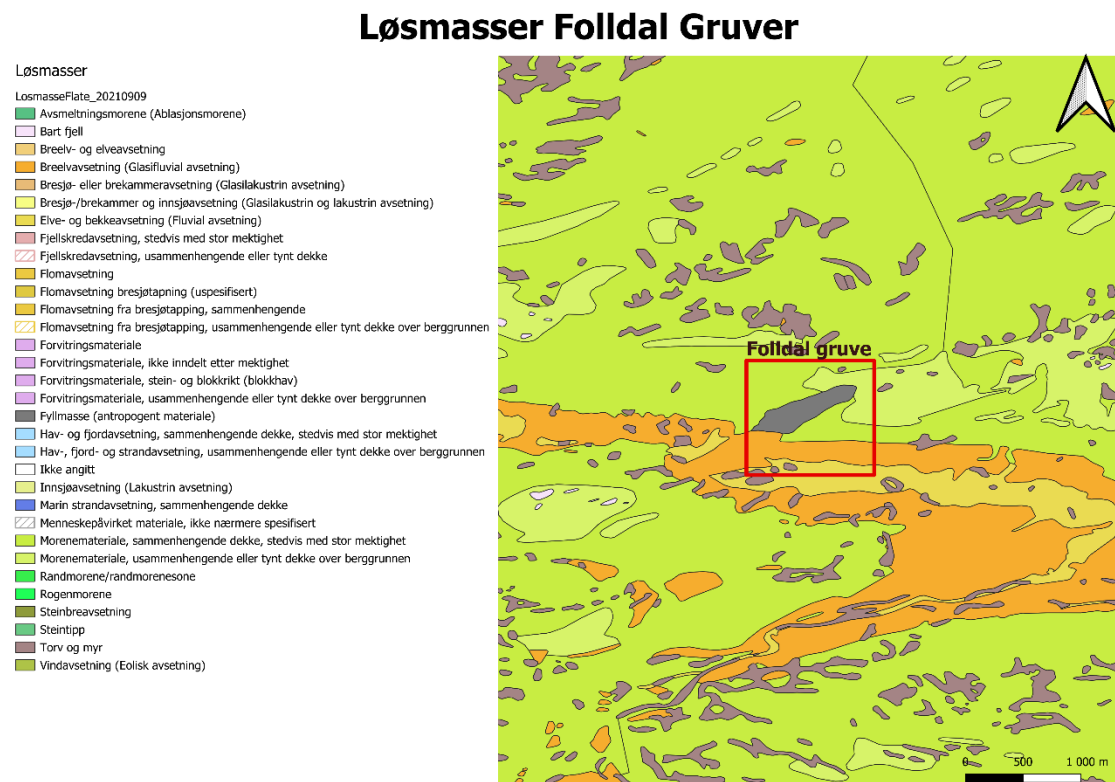 Løsmasser Folldal Gruver
Løsmasser
LosmasseFlate_20210909
Avsmeltningsmorene (Ablasjonsmorene)
Bart fjell
Breelv- og elveavsetning
Breelvavsetning (Glasifluvial avsetning)
Bresjø- eller brekammeravsetning (Glasilakustrin avsetning)
Bresjø-/brekammer og innsjøavsetning (Glasilakustrin og lakustrin avsetning)
Elve- og bekkeavsetning (Fluvial avsetning)
Fjellskredavsetning, stedvis med stor mektighet
Fjellskredavsetning, usammenhengende eller tynt dekke
Flomavsetning
Flomavsetning bresjøtapning (uspesifisert)
Flomavsetning fra bresjøtapping, sammenhengende
Flomavsetning fra bresjøtapping, usammenhengende eller tynt dekke over berggrunnen
Forvitringsmateriale
Forvitringsmateriale, ikke inndelt etter mektighet
Forvitringsmateriale, stein- og blokkrikt (blokkhav)
Forvitringsmateriale, usammenhengende eller tynt dekke over berggrunnen
Fyllmasse (antropogent materiale)
Hav- og fjordavsetning, sammenhengende dekke, stedvis med stor mektighet
Hav-, fjord- og strandavsetning, usammenhengende eller tynt dekke over berggrunnen
Ikke angitt
Innsjøavsetning (Lakustrin avsetning)
Marin strandavsetning, sammenhengende dekke
Menneskepåvirket materiale, ikke nærmere spesifisert
Morenemateriale, sammenhengende dekke, stedvis med stor mektighet
Morenemateriale, usammenhengende eller tynt dekke over berggrunnen
Randmorene/randmorenesone
Rogenmorene
Steinbreavsetning
Steintipp
Torv og myr
Vindavsetning (Eolisk avsetning)
Folldal gruve
0 500 1 000 m